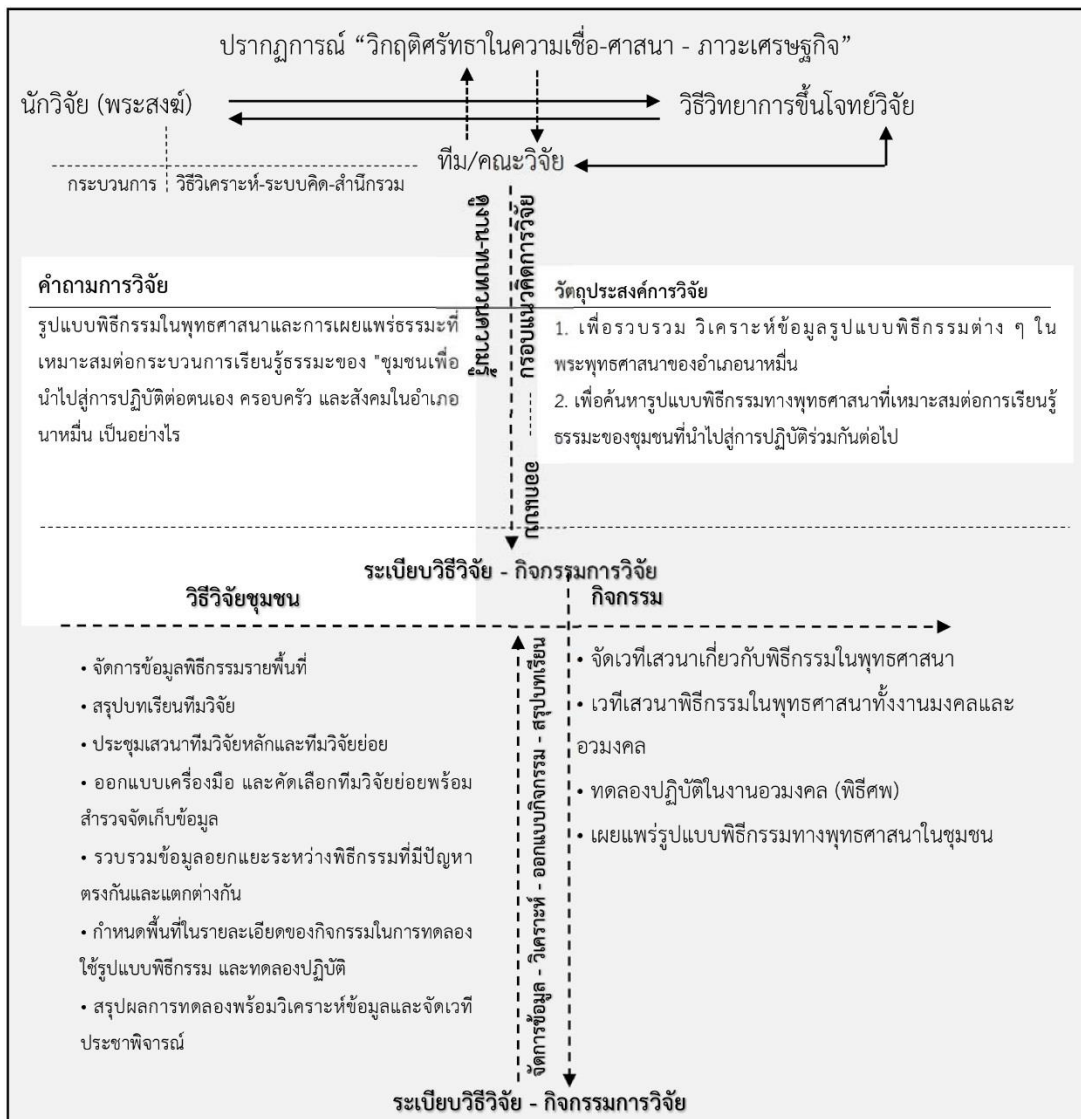 ปรากฏการณ์ “วิกฤติศรัทธาในความเชื่อ-ศาสนา - ภาวะเศรษฐกิจ”
นักวิจัย (พระสงฆ์)
วิธีวิทยาการขึ้นโจทย์วิจัย
ทีม/คณะวิจัย
กระบวนการ
วิธีวิเคราะห์-ระบบคิด-สำนึกรวม
ดูงาน-ทบทวนความรู้
กรอบแนวคิดการวิจัย
ออกแบบ
คำถามการวิจัย
รูปแบบพิธีกรรมในพุทธศาสนาและการเผยแพร่ธรรมะที่
เหมาะสมต่อกระบวนการเรียนรู้ธรรมะของ "ชุมชนเพื่อ
นำไปสู่การปฏิบัติต่อตนเอง ครอบครัว และสังคมในอำเภอ
นาหมื่น เป็นอย่างไร
วัตถุประสงค์การวิจัย
1. เพื่อรวบรวม วิเคราะห์ข้อมูลรูปแบบพิธีกรรมต่าง ๆ ใน
พระพุทธศาสนาของอำเภอนาหมื่น
2. เพื่อค้นหารูปแบบพิธีกรรมทางพุทธศาสนาที่เหมาะสมต่อการเรียนรู้
ธรรมะของชุมชนที่นำไปสู่การปฏิบัติร่วมกันต่อไป
ระเบียบวิธีวิจัย - กิจกรรมการวิจัย
วิธีวิจัยชุมชน
• จัดการข้อมูลพิธีกรรมรายพื้นที่
• สรุปบทเรียนทีมวิจัย
• ประชุมเสวนาทีมวิจัยหลักและทีมวิจัยย่อย
• ออกแบบเครื่องมือ และคัดเลือกทีมวิจัยย่อยพร้อม
สำรวจจัดเก็บข้อมูล
• รวบรวมข้อมูลอยกแยะระหว่างพิธีกรรมที่มีปัญหา
ตรงกันและแตกต่างกัน
• กำหนดพื้นที่ในรายละเอียดของกิจกรรมในการทดลอง
ใช้รูปแบบพิธีกรรม และทดลองปฏิบัติ
• สรุปผลการทดลองพร้อมวิเคราะห์ข้อมูลและจัดเวที
ประชาพิจารณ์
จัดการข้อมูล - วิเคราะห์ - ออกแบบกิจกรรม - สรุปบทเรียน
กิจกรรม
• จัดเวทีเสวนาเกี่ยวกับพิธีกรรมในพุทธศาสนา
• เวทีเสวนาพิธีกรรมในพุทธศาสนาทั้งงานมงคลและ
อวมงคล
• ทดลองปฏิบัติในงานอวมงคล (พิธีศพ)
• เผยแพร่รูปแบบพิธีกรรมทางพุทธศาสนาในชุมชน
ระเบียบวิธีวิจัย - กิจกรรมการวิจัย